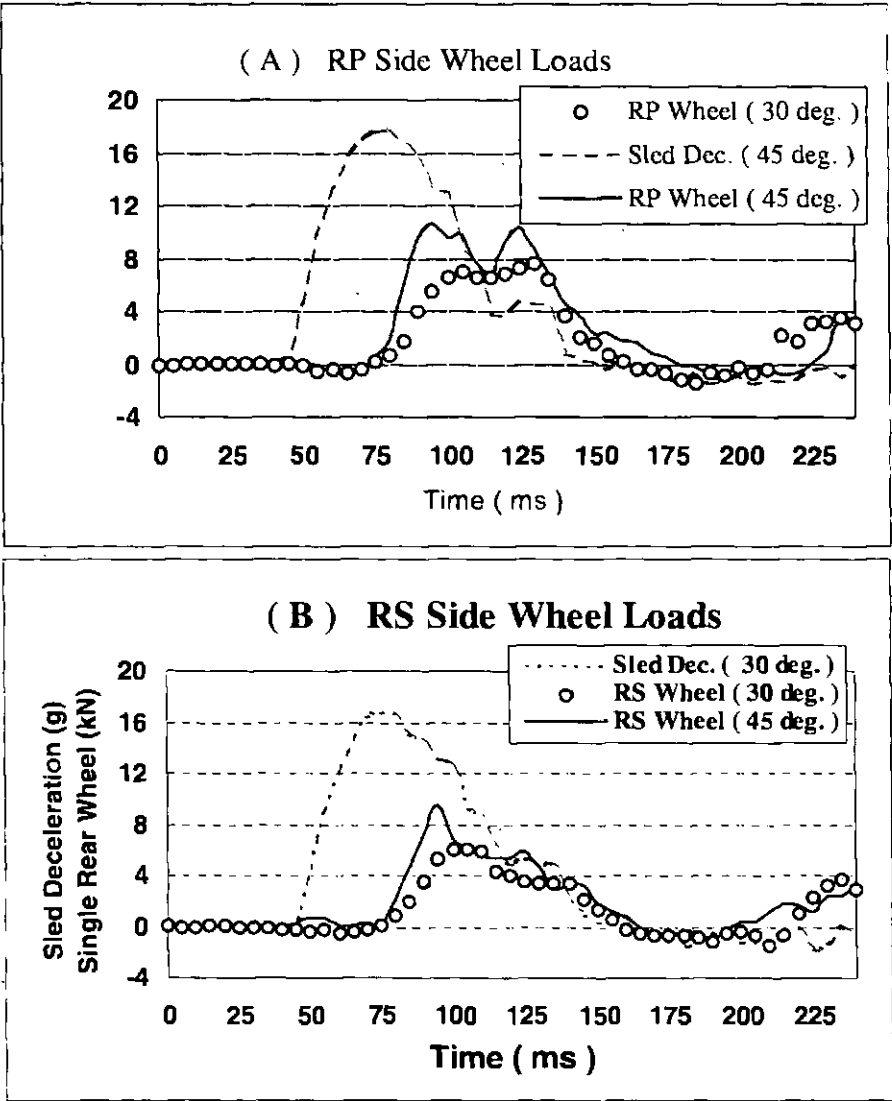 ( A ) RP Side Wheel Loads
20
16
12
8
4
0
-4
RP Wheel ( 30 deg. )
Sled Dec. ( 45 deg. )
RP Wheel ( 45 deg. )
0 25 50 75 100 125 150 175 200 225
Time ( ms )
( B ) RS Side Wheel Loads
Sled Deceleration (g)
Single Rear Wheel (kN)
20
16
12
8
4
0
-4
Sled Dec. ( 30 deg. )
RS Wheel ( 30 deg. )
RS Wheel ( 45 deg. )
0 25 50 75 100 125 150 175 200 225
Time ( ms )